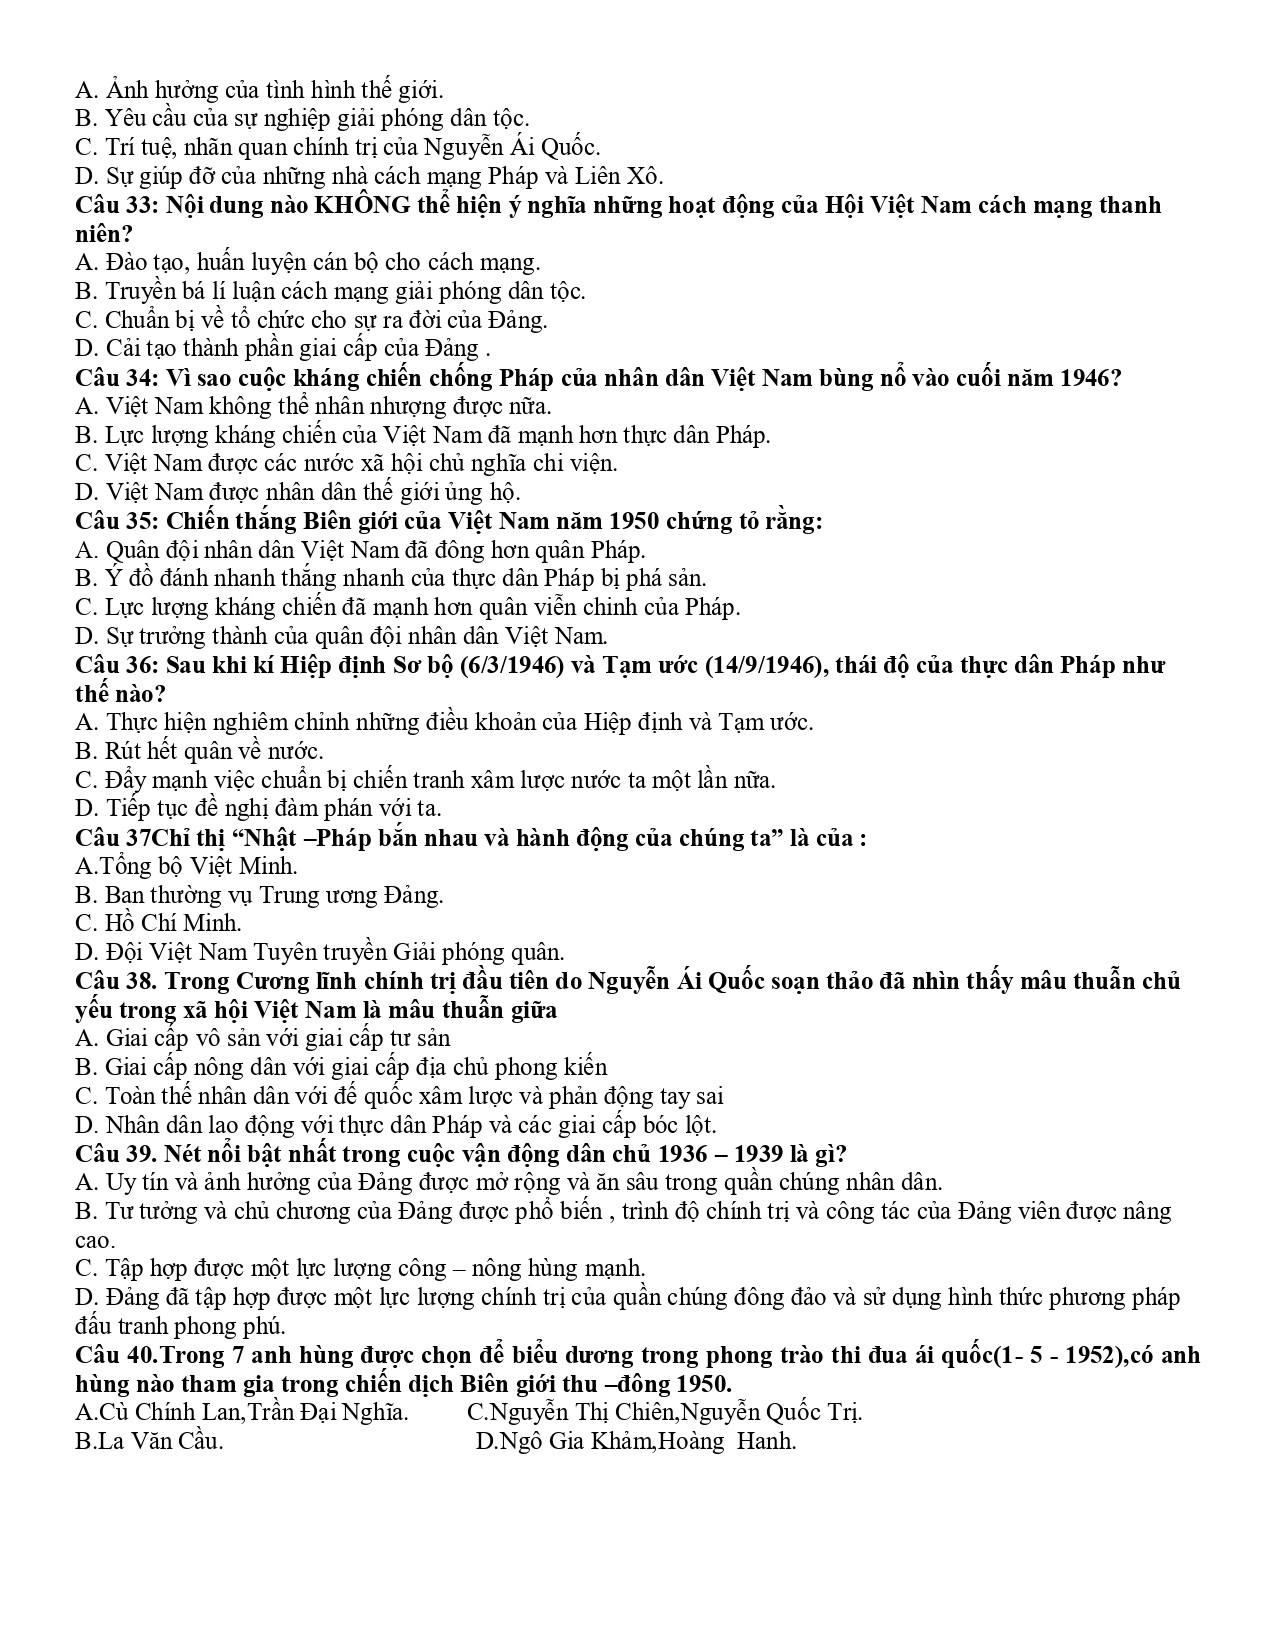 A. Ảnh hưởng của tình hình thế giới.
B. Yêu cầu của sự nghiệp giải phóng dân tộc.
C. Trí tuệ, nhãn quan chính trị của Nguyễn Ái Quốc.
D. Sự giúp đỡ của những nhà cách mạng Pháp và Liên Xô.
Câu 33: Nội dung nào KHÔNG thể hiện ý nghĩa những hoạt động của Hội Việt Nam cách mạng thanh
niên?
A. Đào tạo, huấn luyện cán bộ cho cách mạng.
B. Truyền bá lí luận cách mạng giải phóng dân tộc.
C. Chuẩn bị về tổ chức cho sự ra đời của Đảng.
D. Cải tạo thành phần giai cấp của Đảng .
Câu 34: Vì sao cuộc kháng chiến chống Pháp của nhân dân Việt Nam bùng nổ vào cuối năm 1946?
A. Việt Nam không thể nhân nhượng được nữa.
B. Lực lượng kháng chiến của Việt Nam đã mạnh hơn thực dân Pháp.
C. Việt Nam được các nước xã hội chủ nghĩa chi viện.
D. Việt Nam được nhân dân thế giới ủng hộ.
Câu 35: Chiến thắng Biên giới của Việt Nam năm 1950 chứng tỏ rằng:
A. Quân đội nhân dân Việt Nam đã đông hơn quân Pháp.
B. Ý đồ đánh nhanh thắng nhanh của thực dân Pháp bị phá sản.
C. Lực lượng kháng chiến đã mạnh hơn quân viễn chinh của Pháp.
D. Sự trưởng thành của quân đội nhân dân Việt Nam.
Câu 36: Sau khi kí Hiệp định Sơ bộ (6/3/1946) và Tạm ước (14/9/1946), thái độ của thực dân Pháp như
thế nào?
A. Thực hiện nghiêm chỉnh những điều khoản của Hiệp định và Tạm ước.
B. Rút hết quân về nước.
C. Đẩy mạnh việc chuẩn bị chiến tranh xâm lược nước ta một lần nữa.
D. Tiếp tục đề nghị đàm phán với ta.
Câu 37Chỉ thị “Nhật –Pháp bắn nhau và hành động của chúng ta” là của :
A.Tổng bộ Việt Minh.
B. Ban thường vụ Trung ương Đảng.
C. Hồ Chí Minh.
D. Đội Việt Nam Tuyên truyền Giải phóng quân.
Câu 38. Trong Cương lĩnh chính trị đầu tiên do Nguyễn Ái Quốc soạn thảo đã nhìn thấy mâu thuẫn chủ
yếu trong xã hội Việt Nam là mâu thuẫn giữa
A. Giai cấp vô sản với giai cấp tư sản
B. Giai cấp nông dân với giai cấp địa chủ phong kiến
C. Toàn thế nhân dân với đế quốc xâm lược và phản động tay sai
D. Nhân dân lao động với thực dân Pháp và các giai cấp bóc lột.
Câu 39. Nét nổi bật nhất trong cuộc vận động dân chủ 1936 – 1939 là gì?
A. Uy tín và ảnh hưởng của Đảng được mở rộng và ăn sâu trong quần chúng nhân dân.
B. Tư tưởng và chủ chương của Đảng được phổ biến , trình độ chính trị và công tác của Đảng viên được nâng
cao.
C. Tập hợp được một lực lượng công – nông hùng mạnh.
D. Đảng đã tập hợp được một lực lượng chính trị của quần chúng đông đảo và sử dụng hình thức phương pháp
đấu tranh phong phú.
Câu 40.Trong 7 anh hùng được chọn để biểu dương trong phong trào thi đua ái quốc(1- 5 - 1952),có anh
hùng nào tham gia trong chiến dịch Biên giới thu –đông 1950.
A.Cù Chính Lan,Trần Đại Nghĩa. C.Nguyễn Thị Chiên,Nguyễn Quốc Trị.
B.La Văn Cầu. D.Ngô Gia Khảm,Hoàng Hanh.